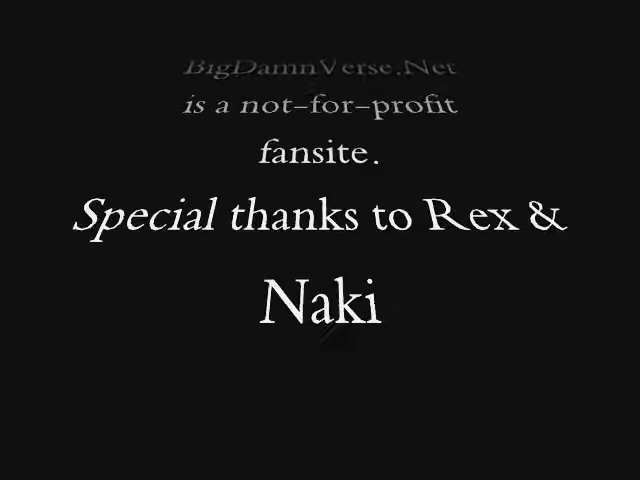 BigDamnVerse.Net
is a not-for-profit
fansite.
Special thanks to Rex &
Naki